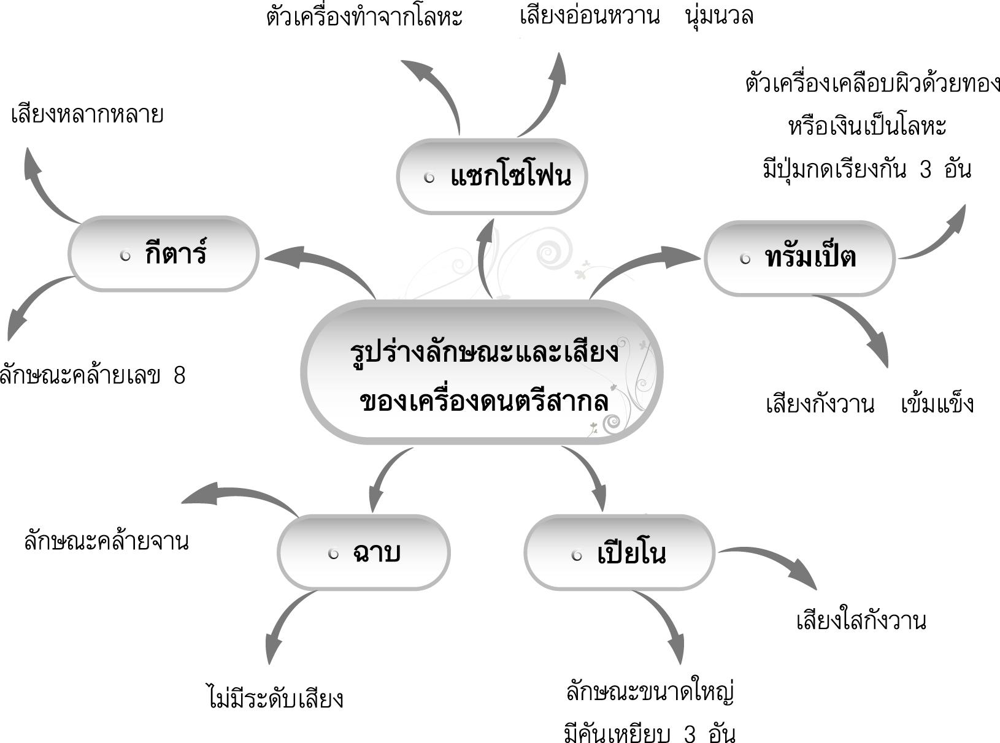 ตัวเครื่องทำจากโลหะ
เสียงอ่อนหวาน นุ่มนวล
ตัวเครื่องเคลือบผิวด้วยทอง
หรือเงินเป็นโลหะ
มีปุ่มกดเรียงกัน 3 อัน
เสียงหลากหลาย
แซกโซโฟน
กีตาร์
ทรัมเป็ต
รูปร่างลักษณะและเสียง
ของเครื่องดนตรีสากล
ลักษณะคล้ายเลข 8
เสียงกังวาน เข้มแข็ง
ลักษณะคล้ายจาน
ฉาบ
เปียโน
เสียงใสกังวาน
ไม่มีระดับเสียง
ลักษณะขนาดใหญ่
มีคันเหยียบ 3 อัน